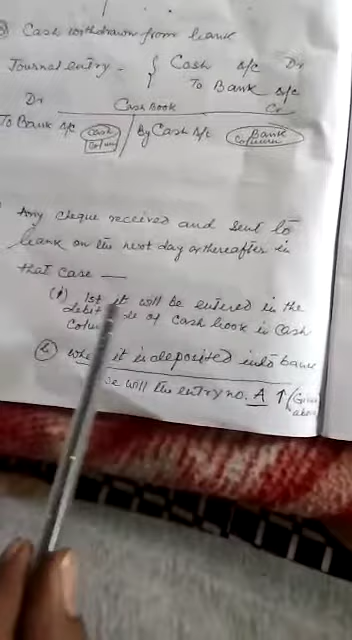 Cash withdrawn from bank
Journal entry - { Cash A/c Dr
To Bank A/c
Dr Cash Book Cr
To Bank A/c Cash Column By Cash A/c Bank Column
Any cheque received and sent to
bank on the next day or thereafter in
that case —
1st it will be entered in the
debit of cash book in cash
it is deposited into bank
will the entry no. A ↑ (